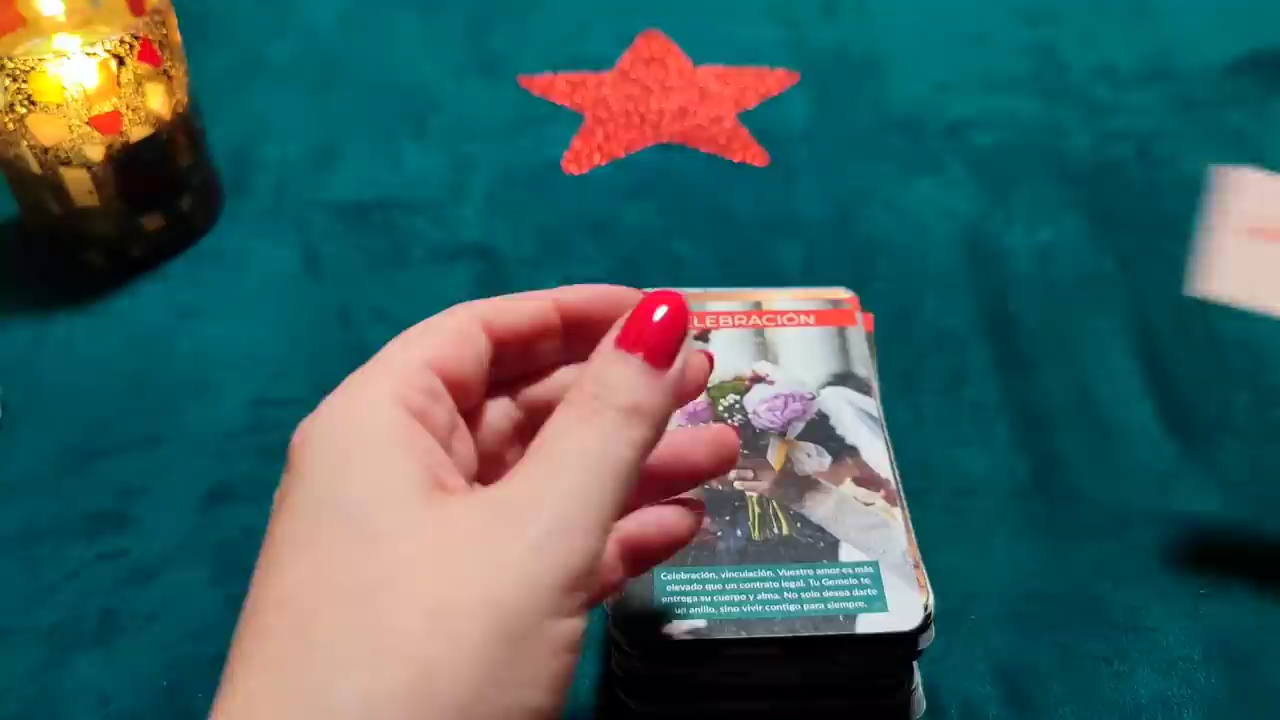 ELEBRACIÓN
Celebración, vinculación. Vuestro amor es más
elevado que un contrato legal. Tu Gemelo te
entrega su cuerpo y alma. No solo desea darte
un anillo, sino vivir contigo para siempre.